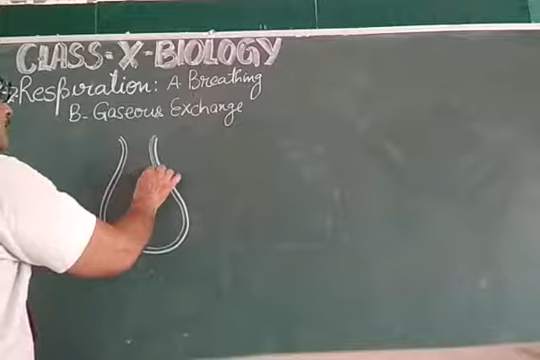 CLASS-X-BIOLOGY
Respiration: A. Breathing
B- Gaseous Exchange